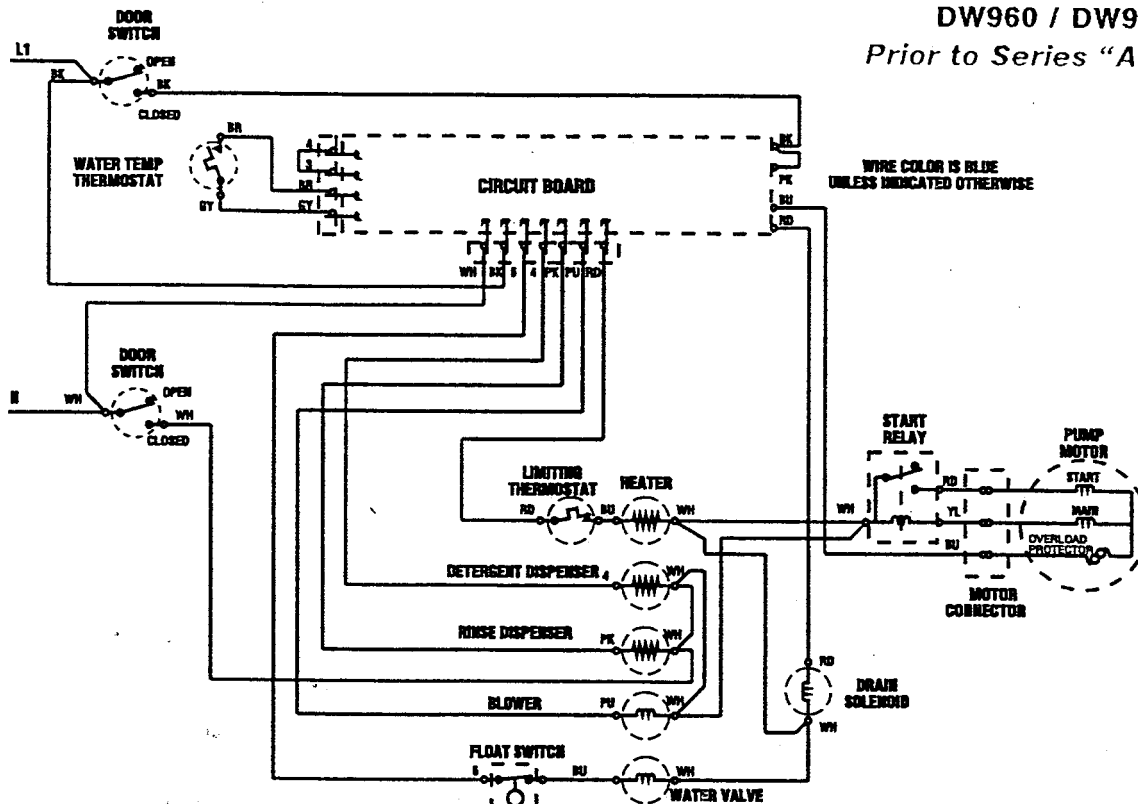 DW960 / DW9
Prior to Series "A
DOOR
SWITCH
L1
OPEN
BK
BK
CLOSED
BR
WATER TEMP
THERMOSTAT
GY
4
3
BR
GY
CIRCUIT BOARD
BK
PK
BU
RD
WIRE COLOR IS BLUE
UNLESS INDICATED OTHERWISE
WH
BK
5
4
PK
PU
RD
DOOR
SWITCH
N
WH
OPEN
WH
CLOSED
START
RELAY
PUMP
MOTOR
START
RD
LIMITING
THERMOSTAT
HEATER
RD
BU
WH
WH
YL
MAIN
BU
OVERLOAD
PROTECTOR
MOTOR
CONNECTOR
DETERGENT DISPENSER
4
WH
RINSE DISPENSER
PK
WH
RD
DRAIN
SOLENOID
WH
BLOWER
PU
WH
FLOAT SWITCH
5
BU
WH
WATER VALVE